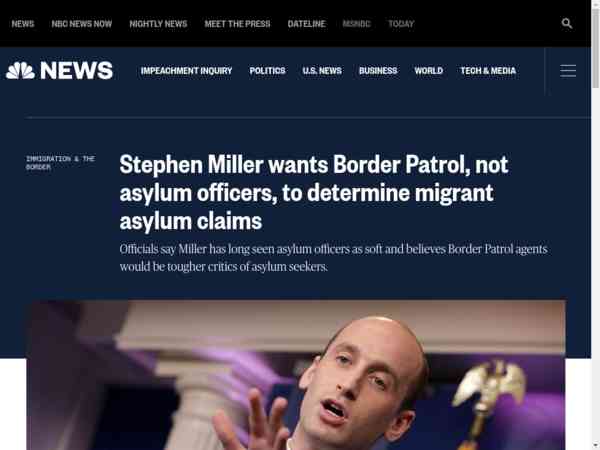 NEWS NBC NEWS NOW NIGHTLY NEWS MEET THE PRESS DATELINE MSNBC TODAY
NEWS IMPEACHMENT INQUIRY POLITICS U.S. NEWS BUSINESS WORLD TECH & MEDIA
IMMIGRATION & THE
BORDER
Stephen Miller wants Border Patrol, not
asylum officers, to determine migrant
asylum claims
Officials say Miller has long seen asylum officers as soft and believes Border Patrol agents
would be tougher critics of asylum seekers.